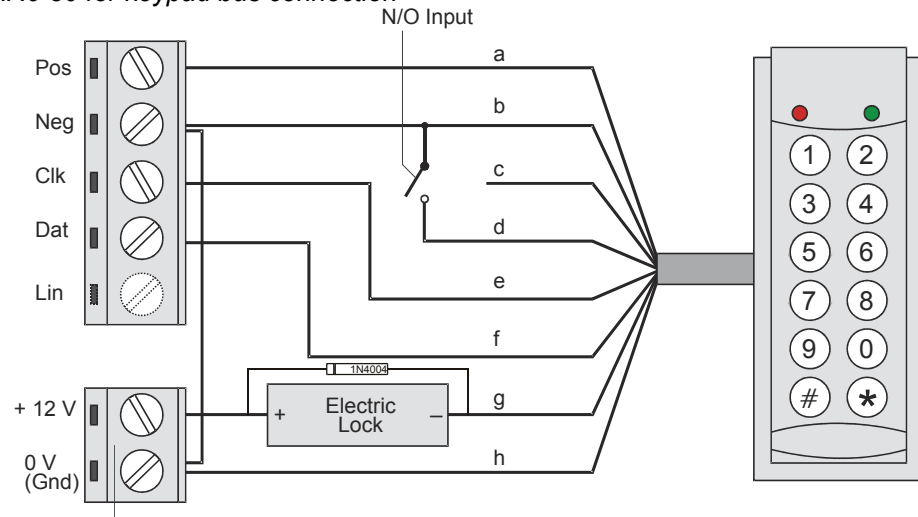 for keypad bus connection
N/O Input
Pos
Neg
Clk
Dat
Lin
a
b
c
d
e
f
1N4004
+ 12 V
+ Electric Lock –
g
0 V
(Gnd)
h
1 2
3 4
5 6
7 8
9 0
# *